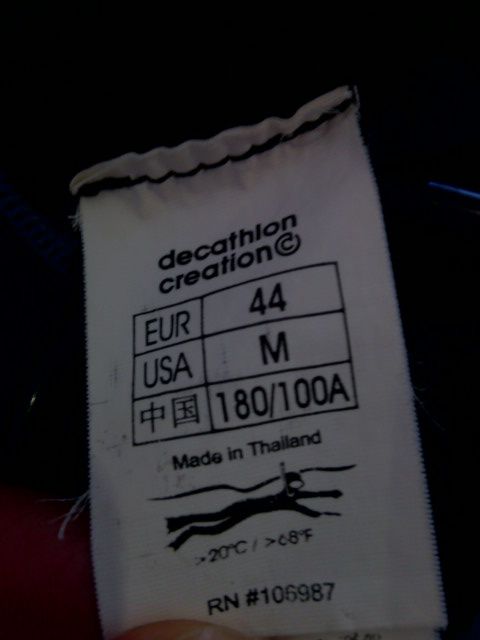 decathlon
creation©
EUR 44
USA M
中国 180/100A
Made in Thailand
>20°C / >68°F
RN #106987